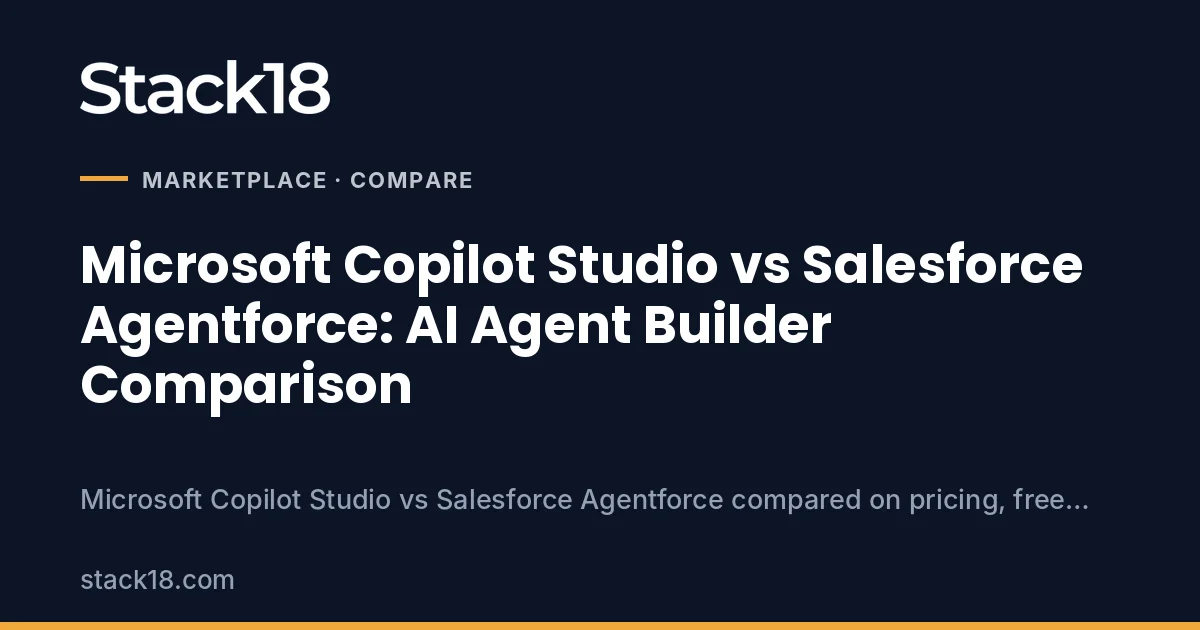 Stack18
MARKETPLACE · COMPARE
Microsoft Copilot Studio vs Salesforce
Agentforce: AI Agent Builder
Comparison
Microsoft Copilot Studio vs Salesforce Agentforce compared on pricing, free...
stack18.com